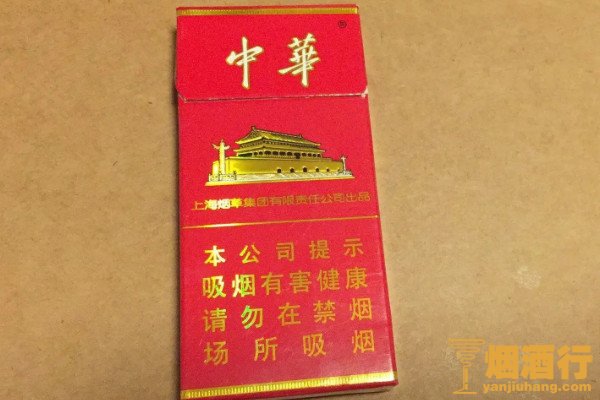 中華
®
上海烟草集团有限责任公司出品
本公司提示
吸烟有害健康
请勿在禁烟
场所吸烟
烟酒行
yanjiuhang.com